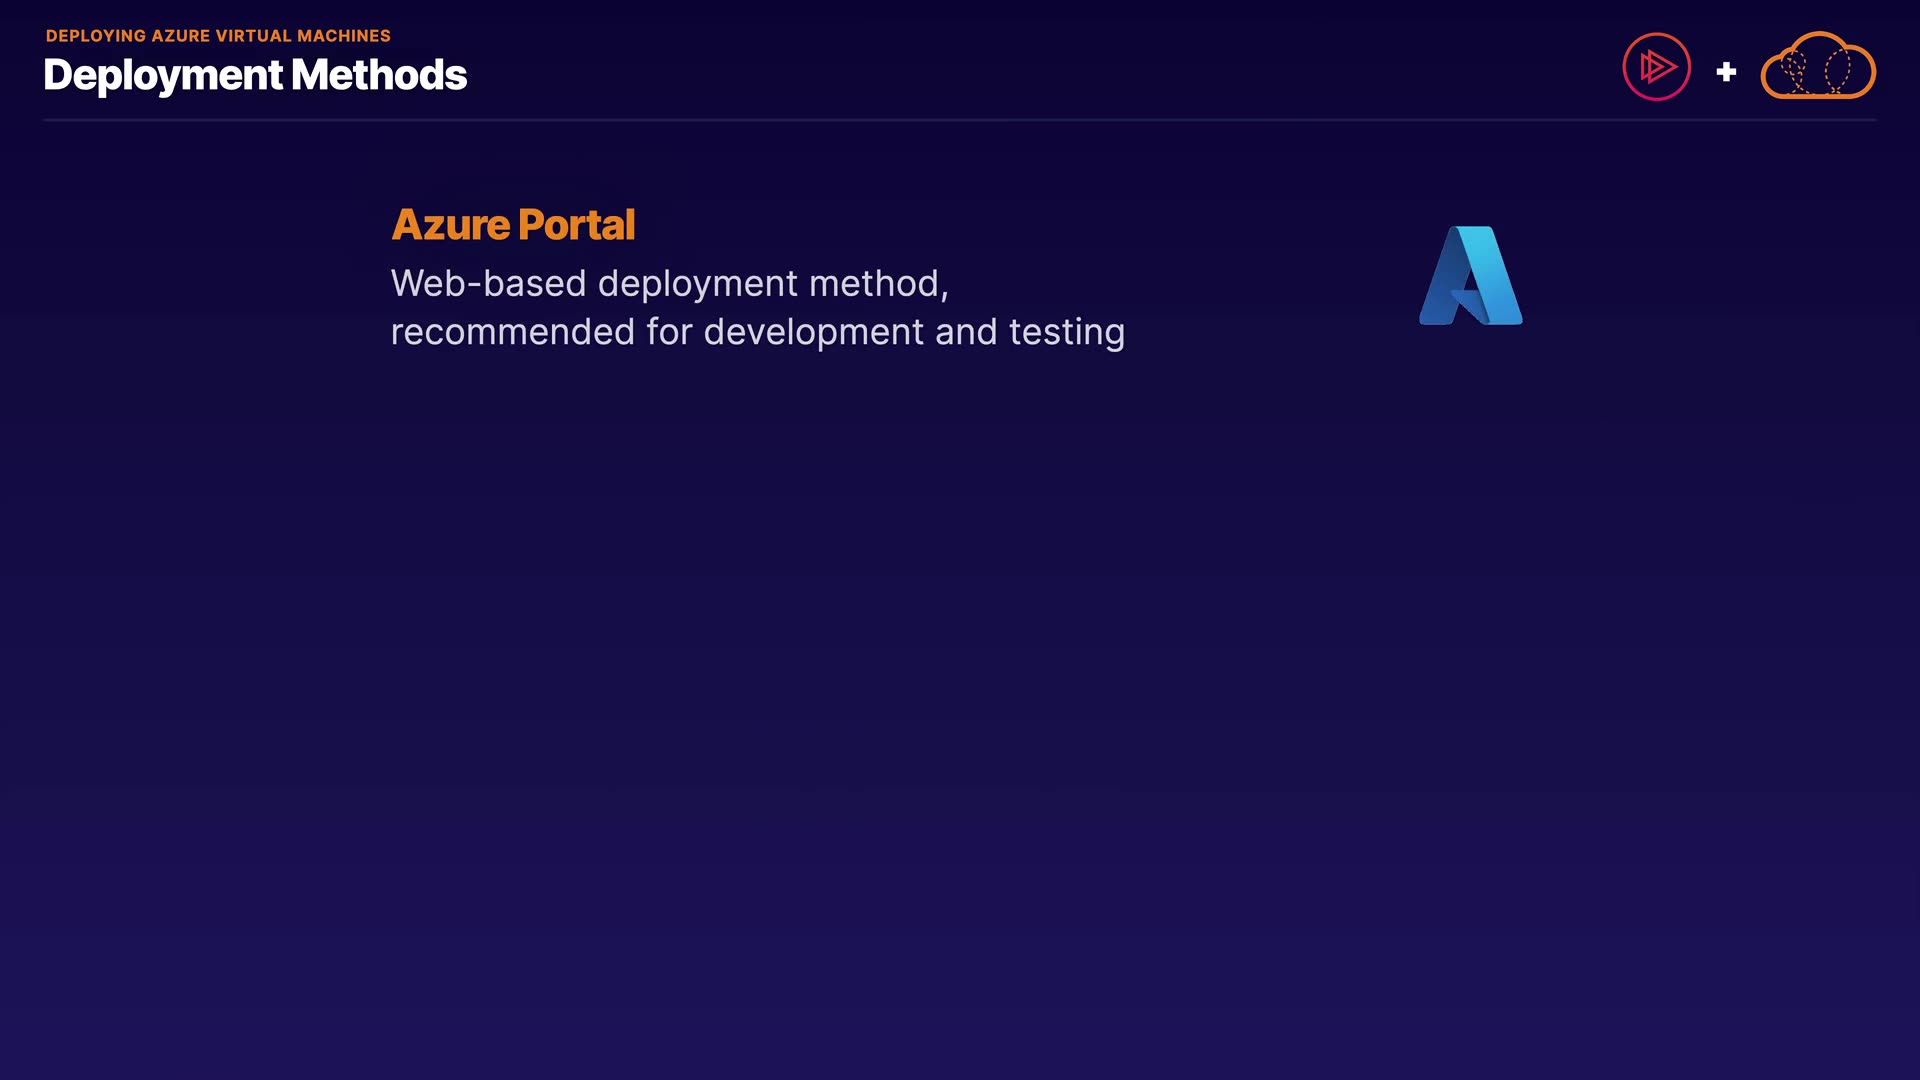 DEPLOYING AZURE VIRTUAL MACHINES
Deployment Methods
+
Azure Portal
Web-based deployment method,
recommended for development and testing